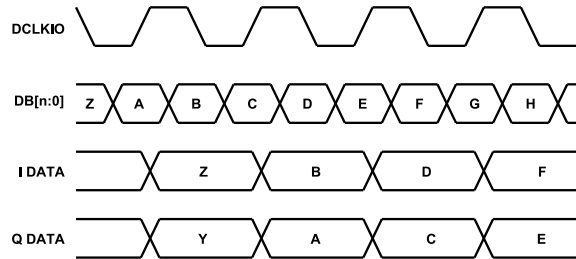 DCLKIO
DB[n:0] Z A B C D E F G H
I DATA Z B D F
Q DATA Y A C E